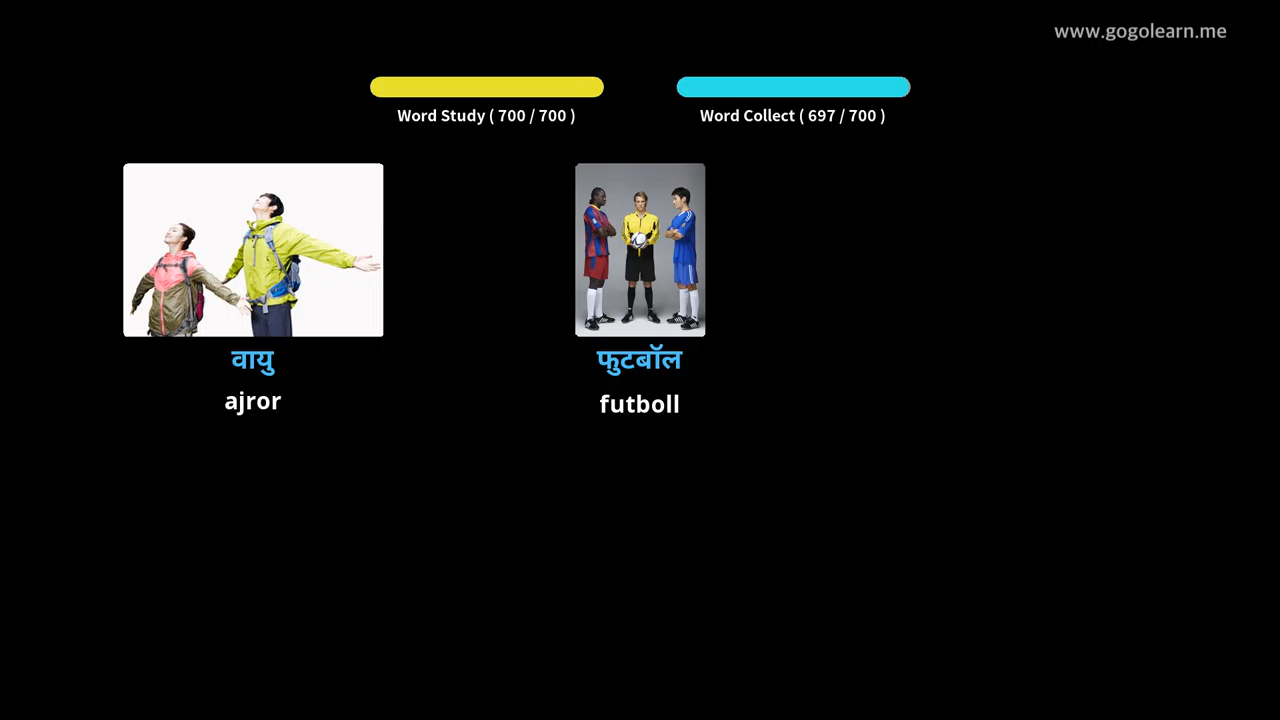 www.gogolearn.me
Word Study ( 700 / 700 )
Word Collect ( 697 / 700 )
वायु
फुटबॉल
ajror
futboll